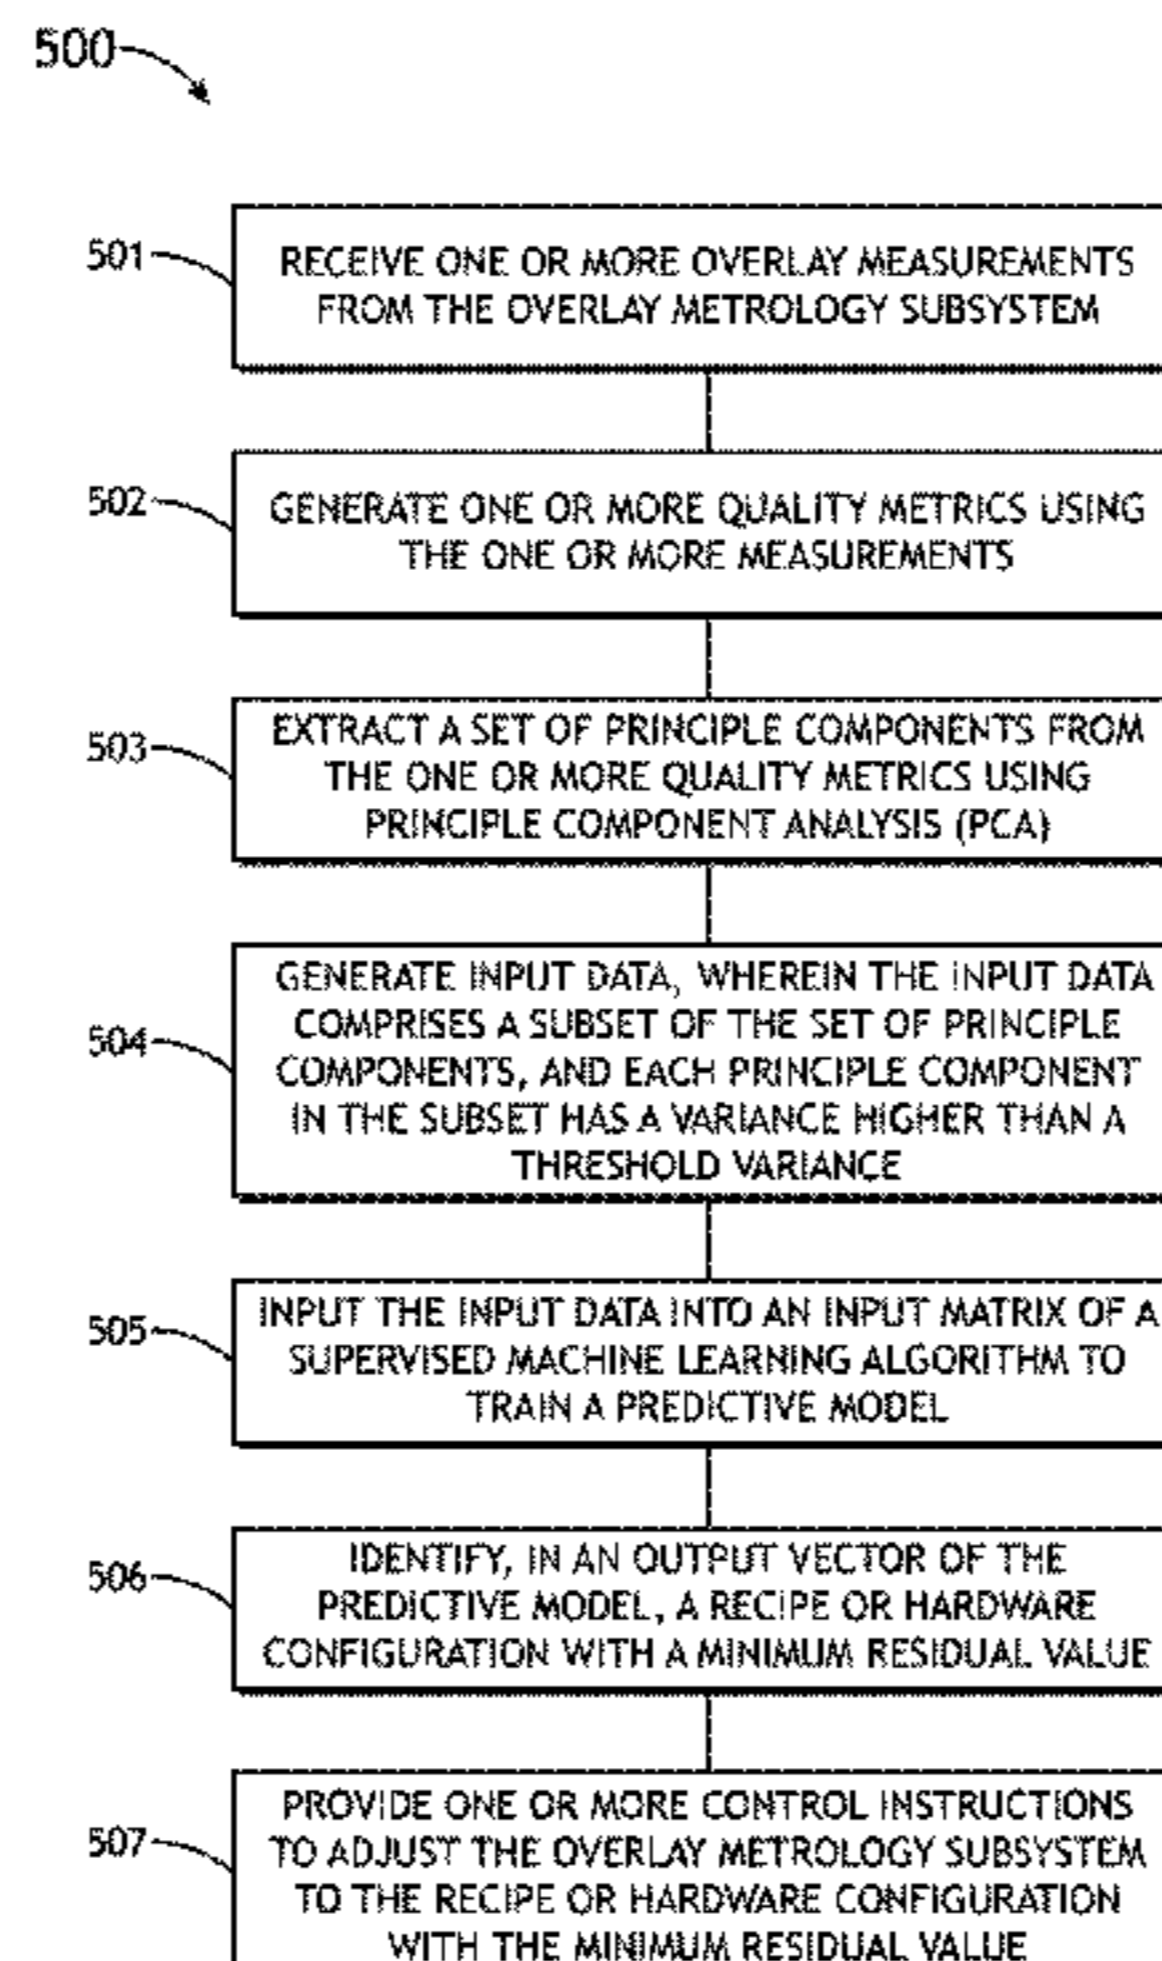 500
501
RECEIVE ONE OR MORE OVERLAY MEASUREMENTS
FROM THE OVERLAY METROLOGY SUBSYSTEM
502
GENERATE ONE OR MORE QUALITY METRICS USING
THE ONE OR MORE MEASUREMENTS
503
EXTRACT A SET OF PRINCIPLE COMPONENTS FROM
THE ONE OR MORE QUALITY METRICS USING
PRINCIPLE COMPONENT ANALYSIS (PCA)
504
GENERATE INPUT DATA, WHEREIN THE INPUT DATA
COMPRISES A SUBSET OF THE SET OF PRINCIPLE
COMPONENTS, AND EACH PRINCIPLE COMPONENT
IN THE SUBSET HAS A VARIANCE HIGHER THAN A
THRESHOLD VARIANCE
505
INPUT THE INPUT DATA INTO AN INPUT MATRIX OF A
SUPERVISED MACHINE LEARNING ALGORITHM TO
TRAIN A PREDICTIVE MODEL
506
IDENTIFY, IN AN OUTPUT VECTOR OF THE
PREDICTIVE MODEL, A RECIPE OR HARDWARE
CONFIGURATION WITH A MINIMUM RESIDUAL VALUE
507
PROVIDE ONE OR MORE CONTROL INSTRUCTIONS
TO ADJUST THE OVERLAY METROLOGY SUBSYSTEM
TO THE RECIPE OR HARDWARE CONFIGURATION
WITH THE MINIMUM RESIDUAL VALUE